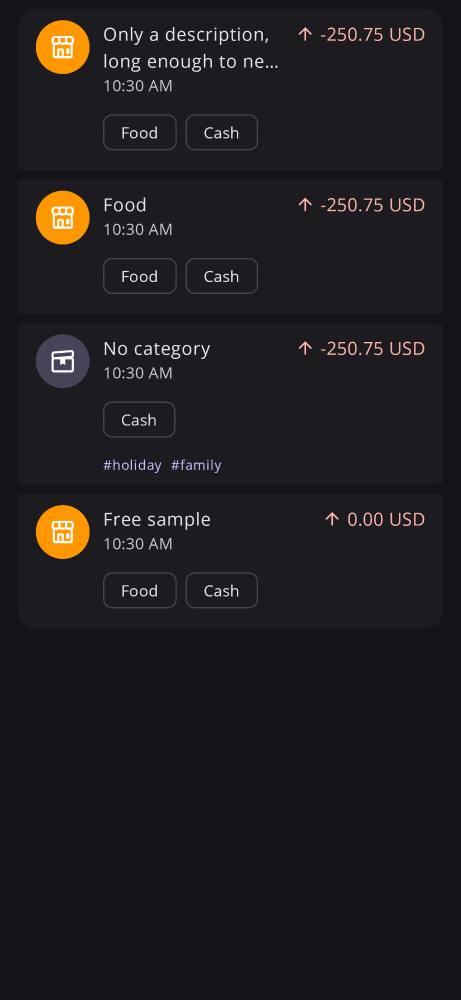 Only a description, ↑ -250.75 USD
long enough to ne...
10:30 AM
Food Cash
Food ↑ -250.75 USD
10:30 AM
Food Cash
No category ↑ -250.75 USD
10:30 AM
Cash
#holiday #family
Free sample ↑ 0.00 USD
10:30 AM
Food Cash